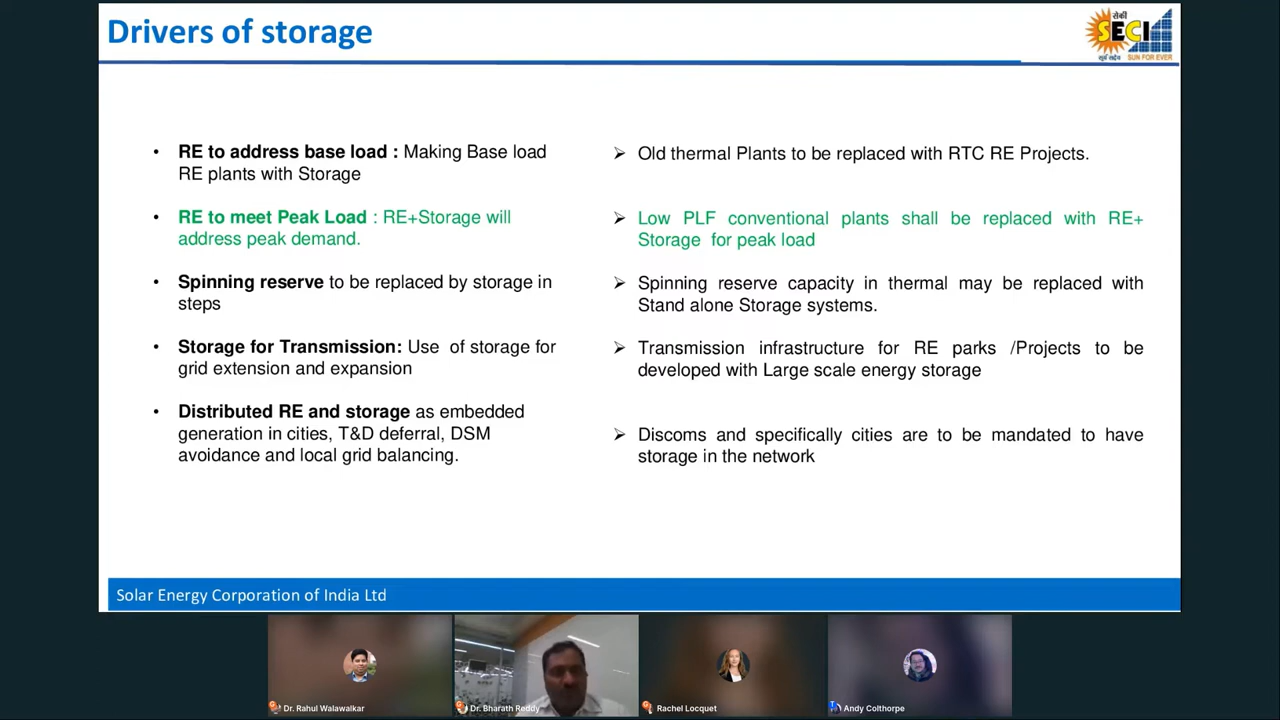 Drivers of storage
सेकी
SECI
सूर्य सदैव SUN FOR EVER
• RE to address base load : Making Base load
RE plants with Storage
• RE to meet Peak Load : RE+Storage will
address peak demand.
• Spinning reserve to be replaced by storage in
steps
• Storage for Transmission: Use of storage for
grid extension and expansion
• Distributed RE and storage as embedded
generation in cities, T&D deferral, DSM
avoidance and local grid balancing.
➢ Old thermal Plants to be replaced with RTC RE Projects.
➢ Low PLF conventional plants shall be replaced with RE+
Storage for peak load
➢ Spinning reserve capacity in thermal may be replaced with
Stand alone Storage systems.
➢ Transmission infrastructure for RE parks /Projects to be
developed with Large scale energy storage
➢ Discoms and specifically cities are to be mandated to have
storage in the network
Solar Energy Corporation of India Ltd
Dr. Rahul Walawalkar
Dr. Bharath Reddy
Rachel Locquet
Andy Colthorpe